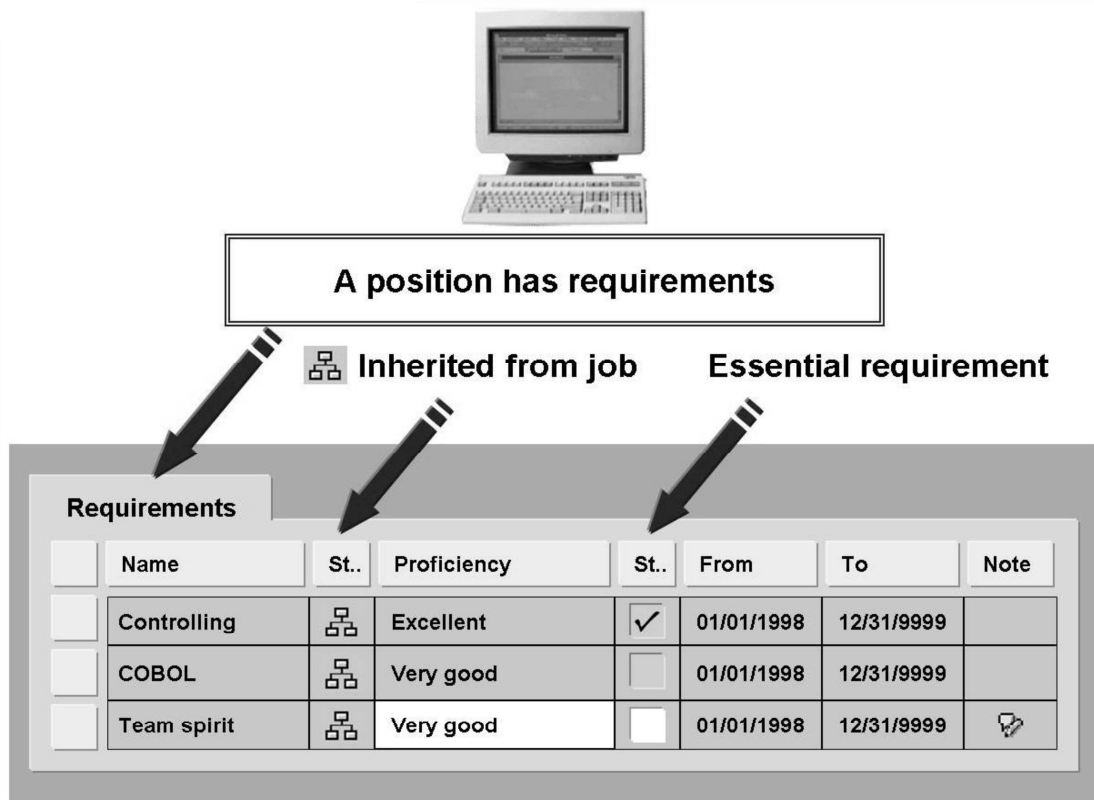 A position has requirements
Inherited from job Essential requirement
Requirements
Name St.. Proficiency St.. From To Note
Controlling Excellent 01/01/1998 12/31/9999
COBOL Very good 01/01/1998 12/31/9999
Team spirit Very good 01/01/1998 12/31/9999